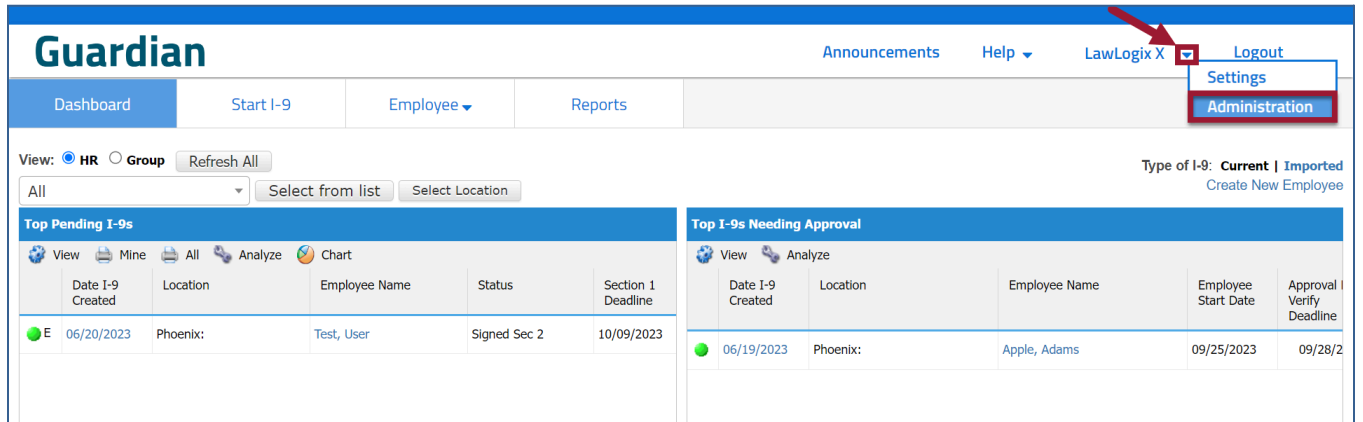 Guardian
Announcements Help LawLogix X Logout
Settings
Administration
Dashboard Start I-9 Employee Reports
View: HR Group Refresh All
Type of I-9: Current | Imported
All Select from list Select Location
Create New Employee
Top Pending I-9s
View Mine All Analyze Chart
Date I-9 Created Location Employee Name Status Section 1 Deadline
E 06/20/2023 Phoenix: Test, User Signed Sec 2 10/09/2023
Top I-9s Needing Approval
View Analyze
Date I-9 Created Location Employee Name Employee Start Date Approval Verify Deadline
06/19/2023 Phoenix: Apple, Adams 09/25/2023 09/28/2